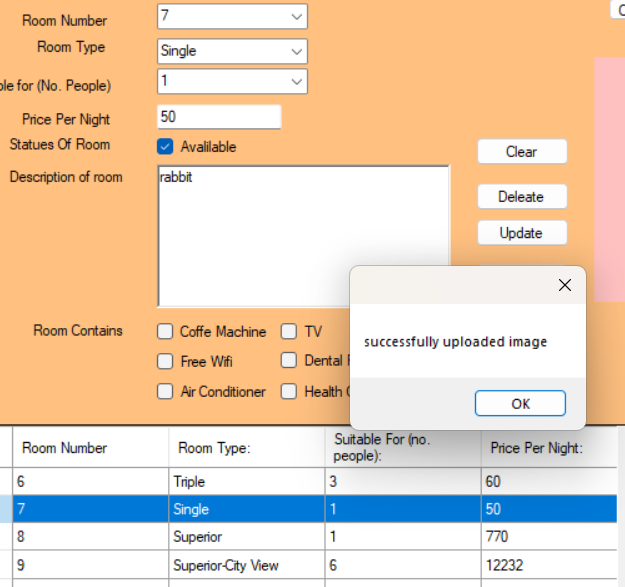 Room Number 7
Room Type Single
ble for (No. People) 1
Price Per Night 50
Statues Of Room Avalilable
Clear
Description of room rabbit
Deleate
Update
successfully uploaded image
OK
Room Contains Coffe Machine TV
Free Wifi Dental
Air Conditioner Health
Room Number Room Type: Suitable For (no. people): Price Per Night:
6 Triple 3 60
7 Single 1 50
8 Superior 1 770
9 Superior-City View 6 12232